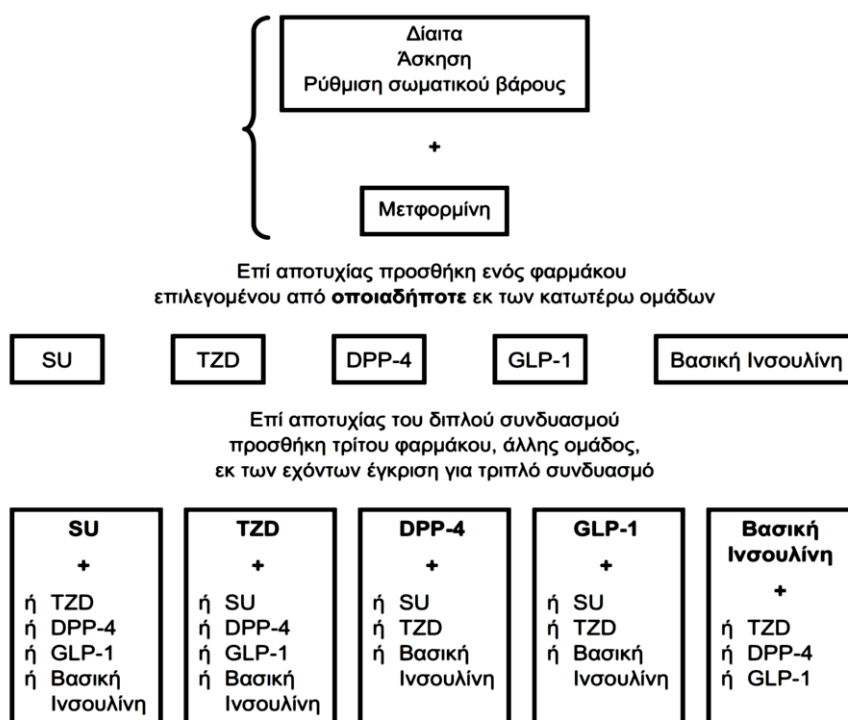 Δίαιτα
Άσκηση
Ρύθμιση σωματικού βάρους
+
Μετφορμίνη
Επί αποτυχίας προσθήκη ενός φαρμάκου
επιλεγομένου από οποιαδήποτε εκ των κατωτέρω ομάδων
SU
TZD
DPP-4
GLP-1
Βασική Ινσουλίνη
Επί αποτυχίας του διπλού συνδυασμού
προσθήκη τρίτου φαρμάκου, άλλης ομάδος,
εκ των εχόντων έγκριση για τριπλό συνδυασμό
SU
+
ή TZD
ή DPP-4
ή GLP-1
ή Βασική
Ινσουλίνη
TZD
+
ή SU
ή DPP-4
ή GLP-1
ή Βασική
Ινσουλίνη
DPP-4
+
ή SU
ή TZD
ή Βασική
Ινσουλίνη
GLP-1
+
ή SU
ή TZD
ή Βασική
Ινσουλίνη
Βασική
Ινσουλίνη
+
ή TZD
ή DPP-4
ή GLP-1